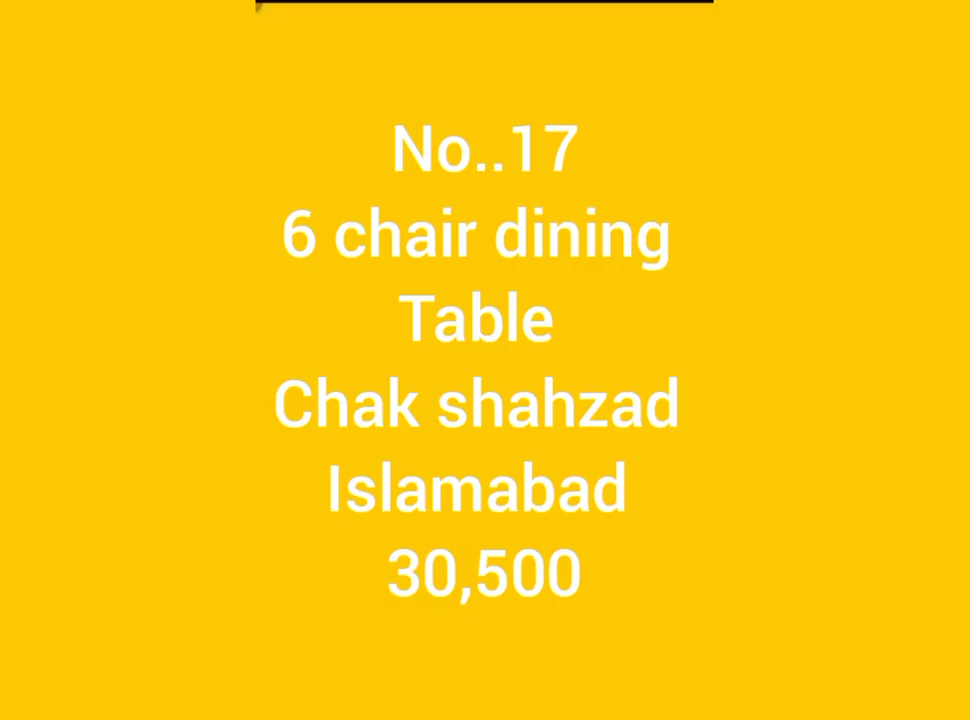 No..17
6 chair dining
Table
Chak shahzad
Islamabad
30,500